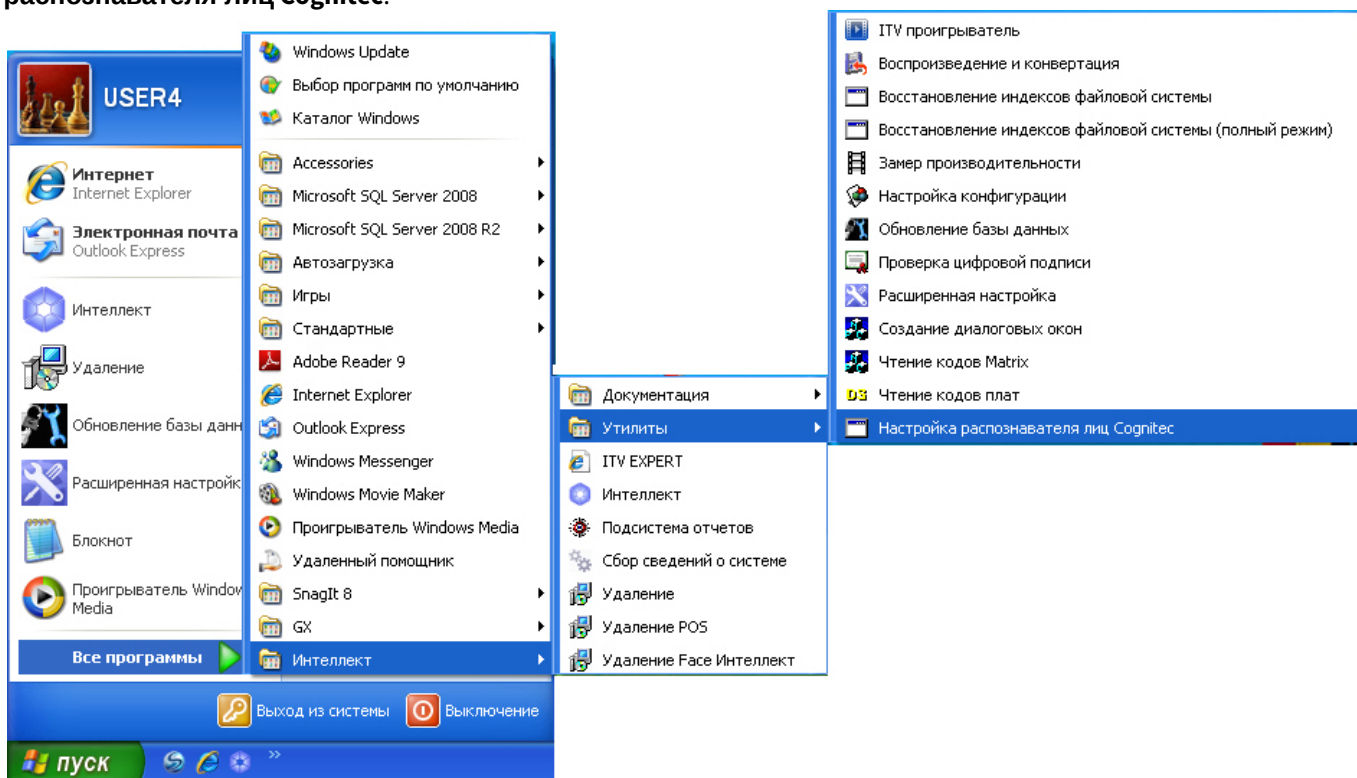 распознавателя лиц Cognitec.
USER4
Интернет
Internet Explorer
Электронная почта
Outlook Express
Интеллект
Удаление
Обновление базы данн
Расширенная настройк
Блокнот
Проигрыватель Window
Media
Все программы
Выход из системы
Выключение
пуск
»
Windows Update
Выбор программ по умолчанию
Каталог Windows
Accessories
Microsoft SQL Server 2008
Microsoft SQL Server 2008 R2
Автозагрузка
Игры
Стандартные
Adobe Reader 9
Internet Explorer
Outlook Express
Windows Messenger
Windows Movie Maker
Проигрыватель Windows Media
Удаленный помощник
SnagIt 8
GX
Интеллект
Документация
Утилиты
ITV EXPERT
Интеллект
Подсистема отчетов
Сбор сведений о системе
Удаление
Удаление POS
Удаление Face Интеллект
ITV проигрыватель
Воспроизведение и конвертация
Восстановление индексов файловой системы
Восстановление индексов файловой системы (полный режим)
Замер производительности
Настройка конфигурации
Обновление базы данных
Проверка цифровой подписи
Расширенная настройка
Создание диалоговых окон
Чтение кодов Matrix
Чтение кодов плат
Настройка распознавателя лиц Cognitec